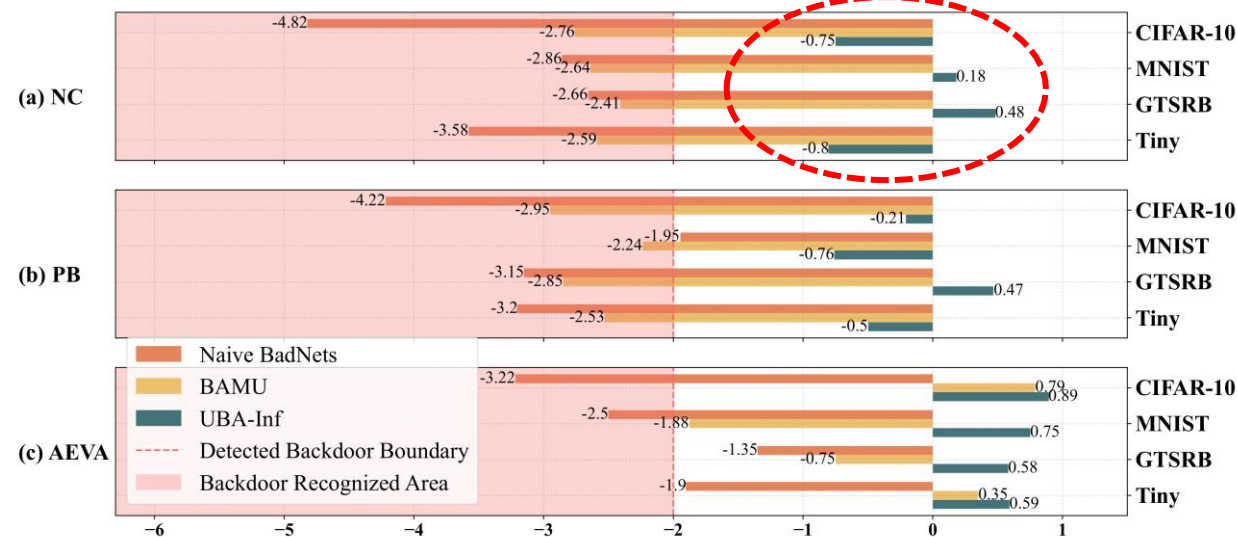 -4.82
-2.76
-0.75
CIFAR-10
-2.86
-2.64
0.18
MNIST
(a) NC
-2.66
-2.41
0.48
GTSRB
-3.58
-2.59
-0.8
Tiny
-4.22
-2.95
-0.21
CIFAR-10
-1.95
-2.24
-0.76
MNIST
(b) PB
-3.15
-2.85
0.47
GTSRB
-3.2
-2.53
-0.5
Tiny
Naive BadNets
BAMU
UBA-Inf
Detected Backdoor Boundary
Backdoor Recognized Area
-3.22
0.79
0.89
CIFAR-10
-2.5
-1.88
0.75
MNIST
(c) AEVA
-1.35
-0.75
0.58
GTSRB
-1.9
0.35
0.59
Tiny
−6 −5 −4 −3 −2 −1 0 1